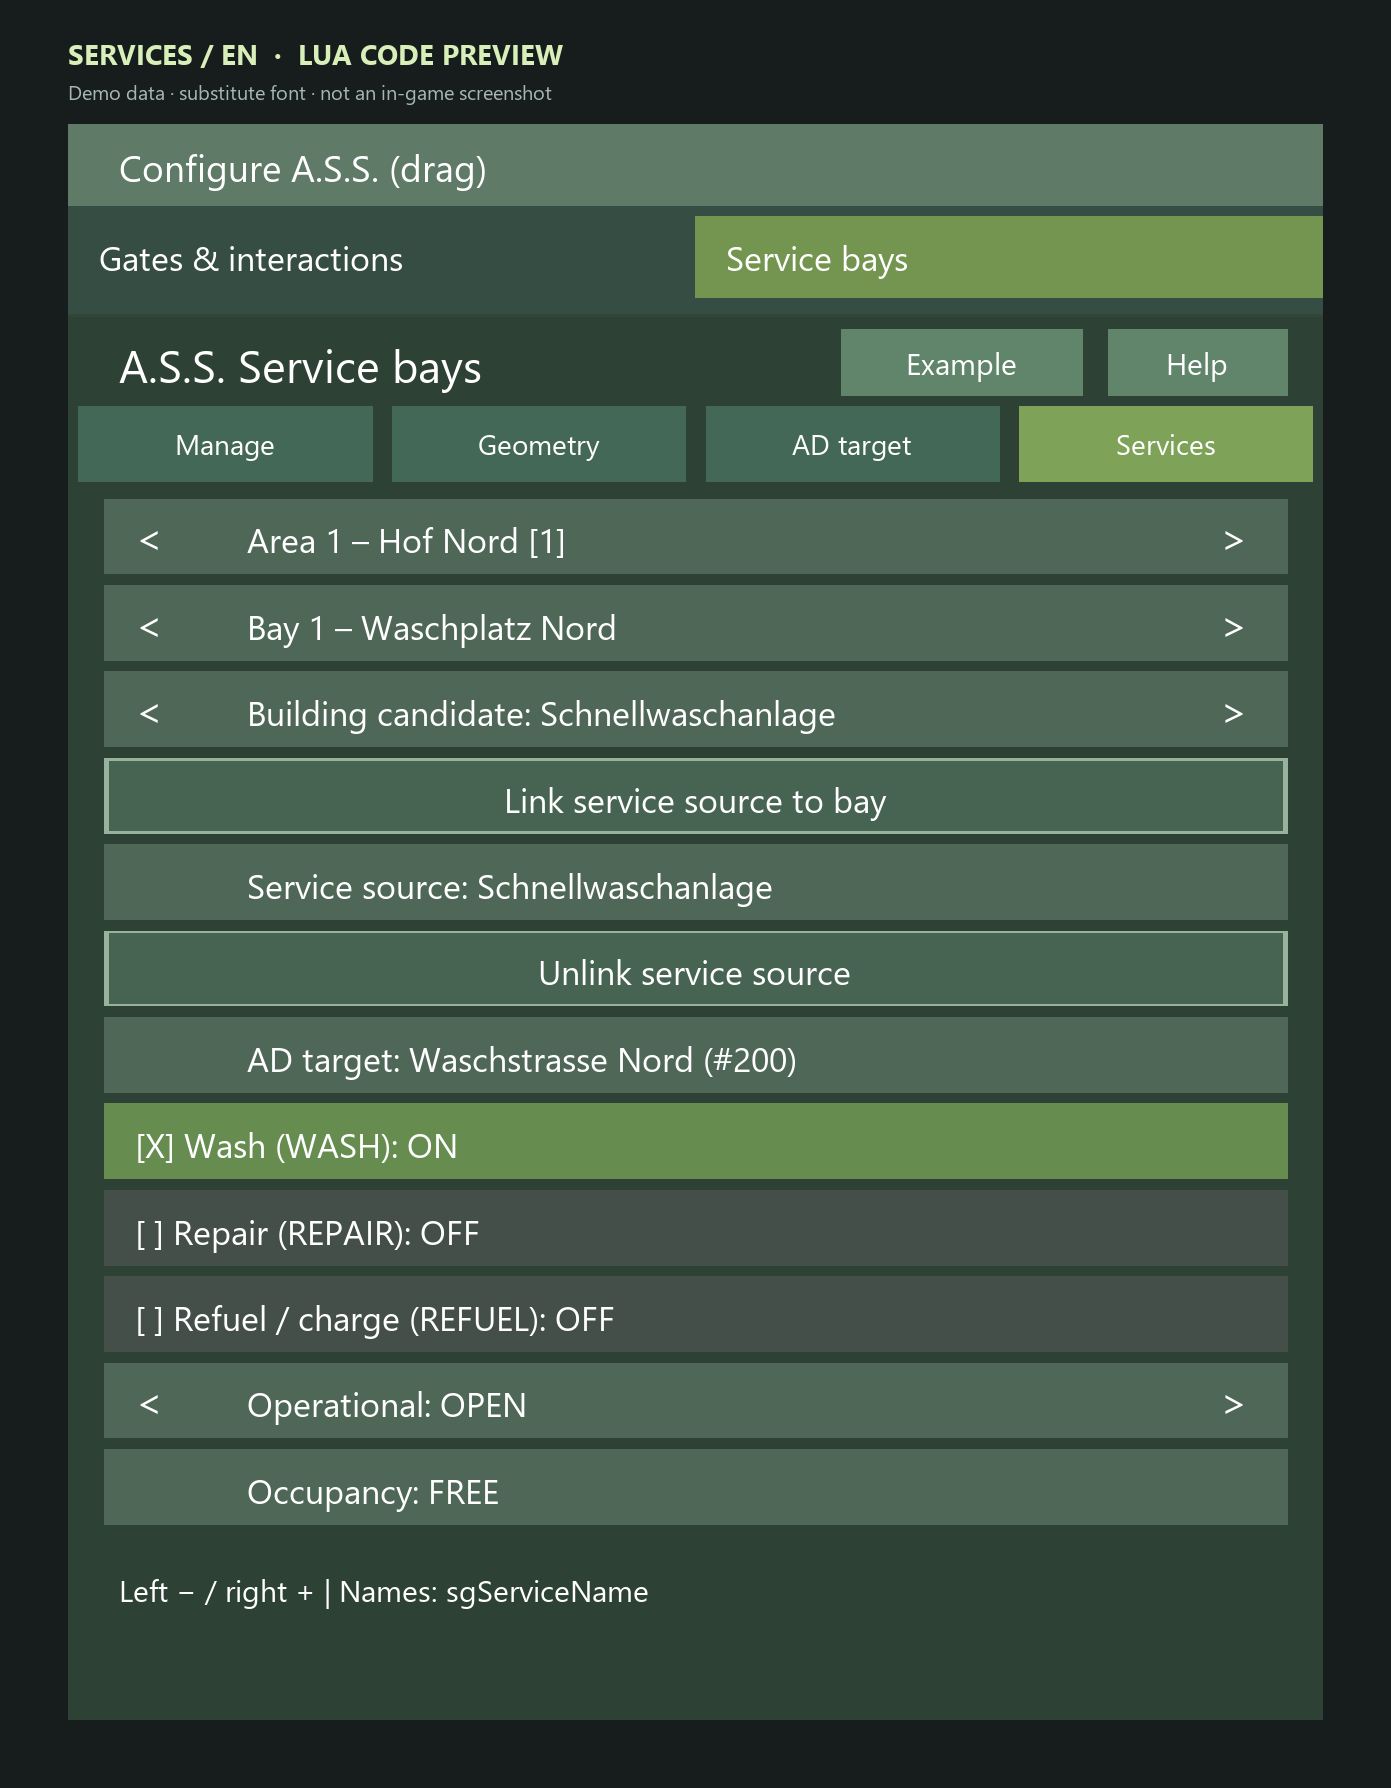 SERVICES / EN · LUA CODE PREVIEW
Demo data · substitute font · not an in-game screenshot
Configure A.S.S. (drag)
Gates & interactions Service bays
A.S.S. Service bays Example Help
Manage Geometry AD target Services
< Area 1 – Hof Nord [1] >
< Bay 1 – Waschplatz Nord >
< Building candidate: Schnellwaschanlage >
Link service source to bay
Service source: Schnellwaschanlage
Unlink service source
AD target: Waschstrasse Nord (#200)
[X] Wash (WASH): ON
[ ] Repair (REPAIR): OFF
[ ] Refuel / charge (REFUEL): OFF
< Operational: OPEN >
Occupancy: FREE
Left − / right + | Names: sgServiceName